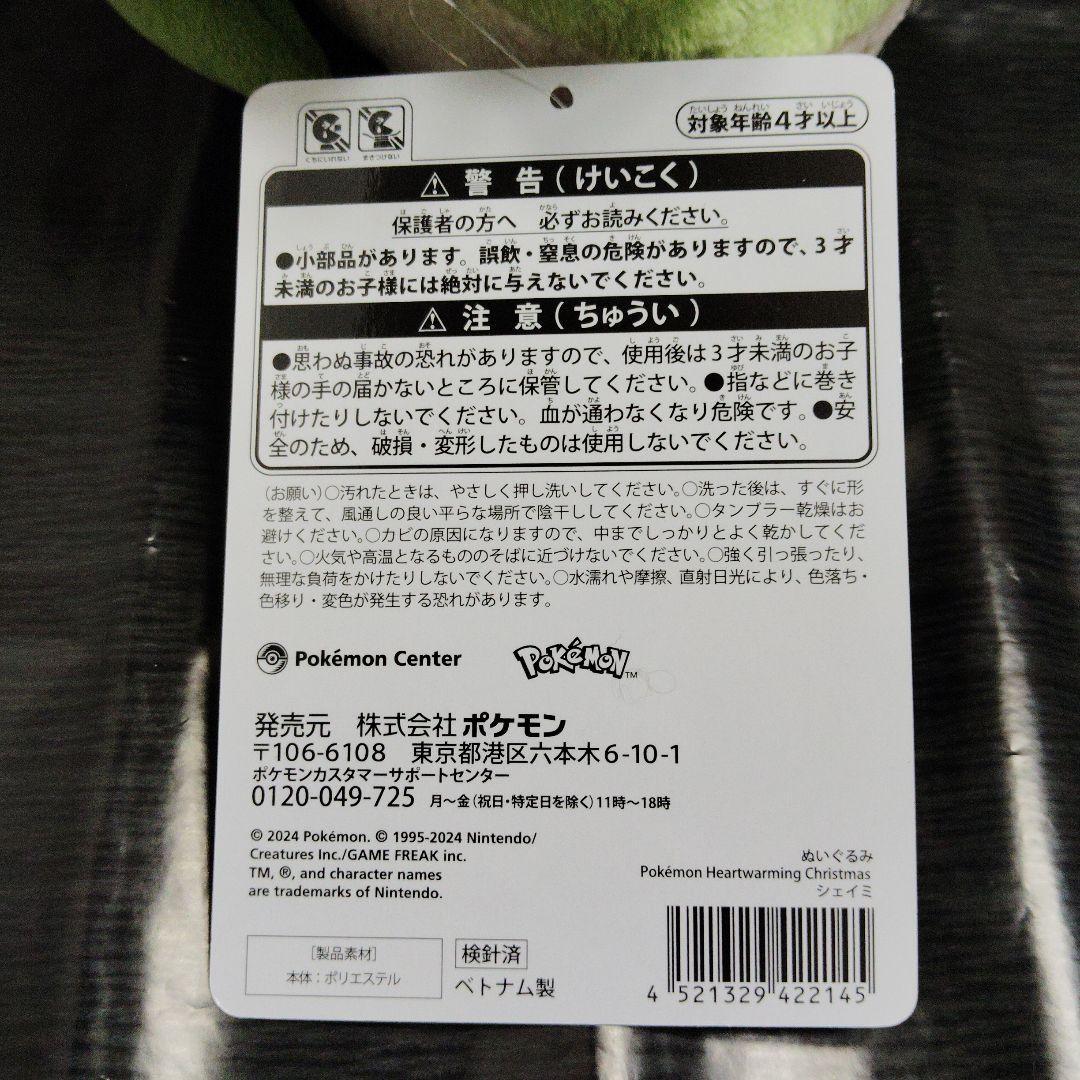 くちにいれない まきつけない
対象年齢4才以上
⚠ 警 告 ( けいこく )
保護者の方へ 必ずお読みください。
●小部品があります。誤飲・窒息の危険がありますので、3才
未満のお子様には絶対に与えないでください。
⚠ 注 意 ( ちゅうい )
●思わぬ事故の恐れがありますので、使用後は3才未満のお子
様の手の届かないところに保管してください。●指などに巻き
付けたりしないでください。血が通わなくなり危険です。●安
全のため、破損・変形したものは使用しないでください。
(お願い)○汚れたときは、やさしく押し洗いしてください。○洗った後は、すぐに形
を整えて、風通しの良い平らな場所で陰干ししてください。○タンブラー乾燥はお
避けください。○カビの原因になりますので、中までしっかりとよく乾かしてくだ
さい。○火気や高温となるもののそばに近づけないでください。○強く引っ張ったり、
無理な負荷をかけたりしないでください。○水濡れや摩擦、直射日光により、色落ち・
色移り・変色が発生する恐れがあります。
Pokémon Center POKéMON™
発売元 株式会社 ポケモン
〒106-6108 東京都港区六本木6-10-1
ポケモンカスタマーサポートセンター
0120-049-725 月~金(祝日・特定日を除く)11時~18時
© 2024 Pokémon. © 1995-2024 Nintendo/
Creatures Inc./GAME FREAK inc.
TM, ®, and character names
are trademarks of Nintendo.
ぬいぐるみ
Pokémon Heartwarming Christmas
シェイミ
[製品素材]
本体:ポリエステル
検針済
ベトナム製
4 521329 422145